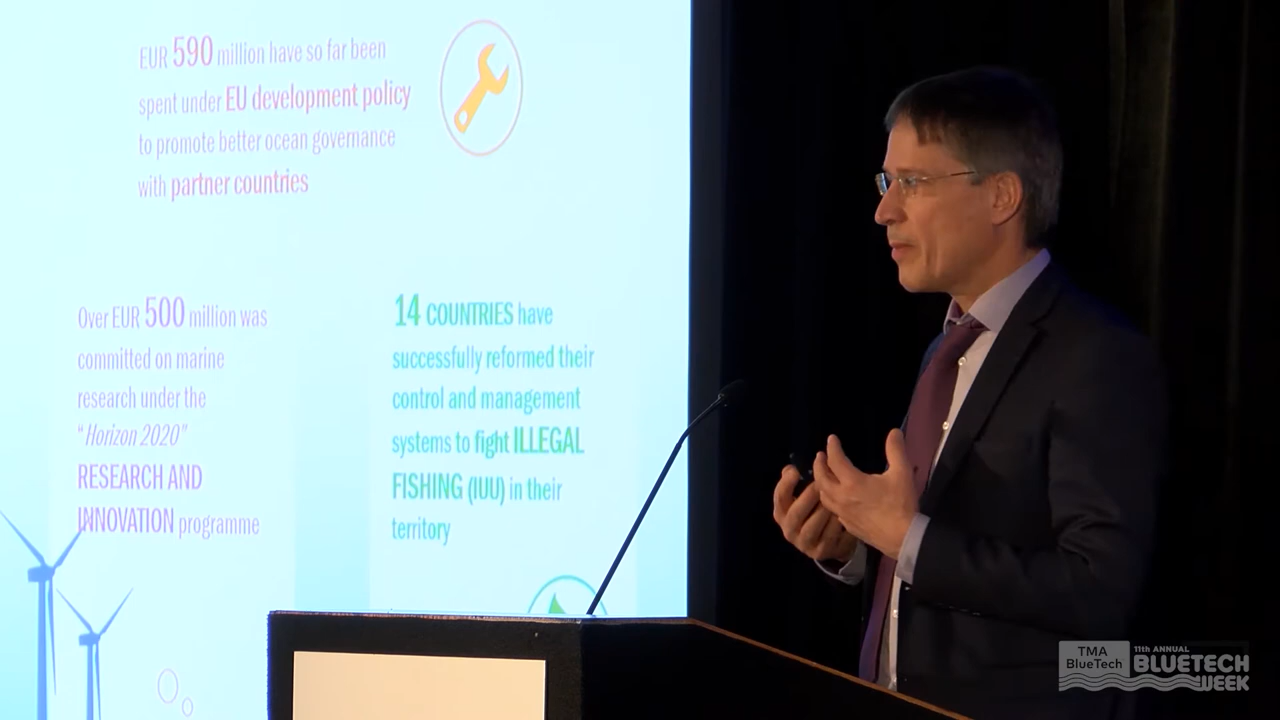 EUR 590 million have so far been
spent under EU development policy
to promote better ocean governance
with partner countries
Over EUR 500 million was
committed on marine
research under the
"Horizon 2020"
RESEARCH AND
INNOVATION programme
14 COUNTRIES have
successfully reformed their
control and management
systems to fight ILLEGAL
FISHING (IUU) in their
territory
TMA
BlueTech
11th ANNUAL
BLUETECH
WEEK